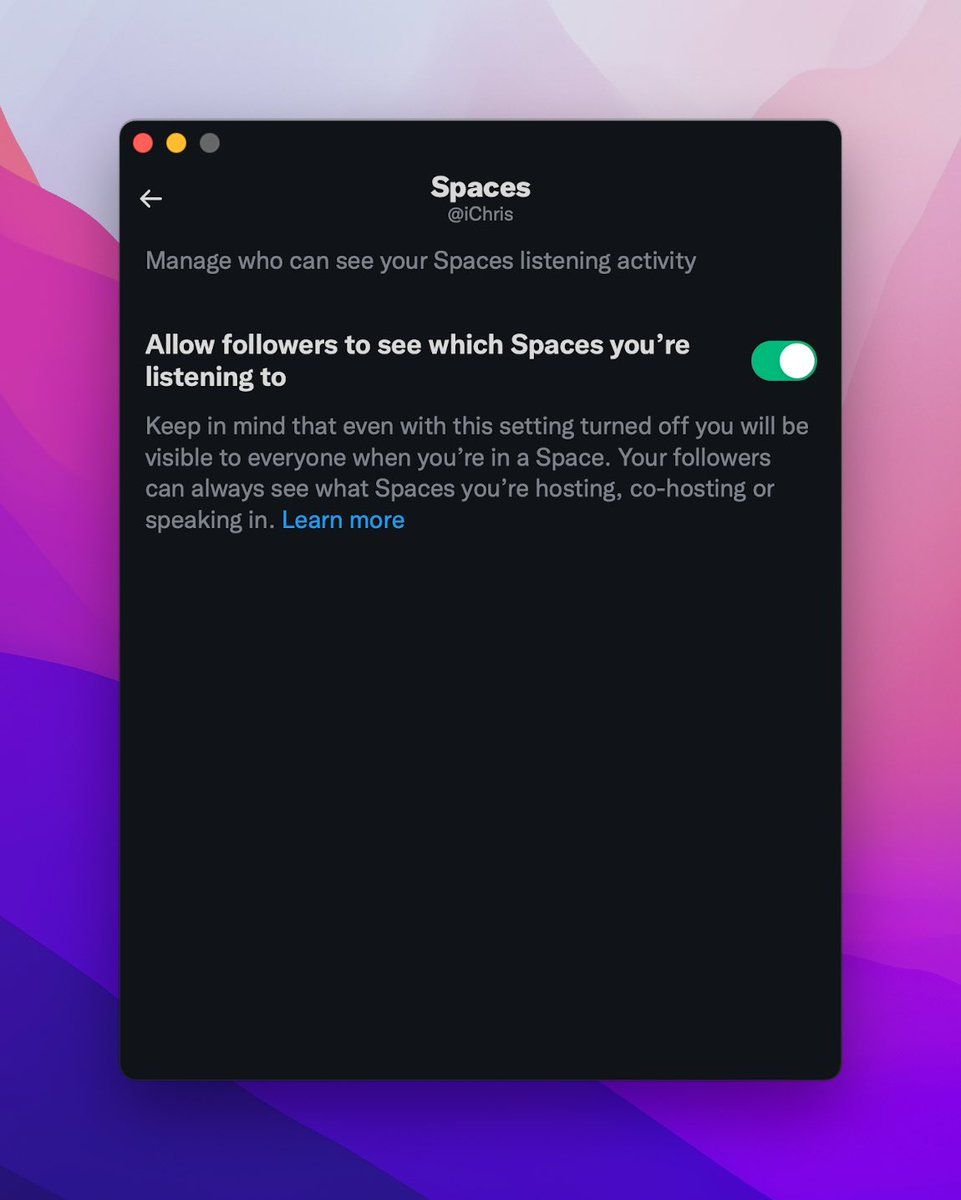 Spaces
@iChris
Manage who can see your Spaces listening activity
Allow followers to see which Spaces you’re
listening to
Keep in mind that even with this setting turned off you will be
visible to everyone when you’re in a Space. Your followers
can always see what Spaces you’re hosting, co-hosting or
speaking in. Learn more